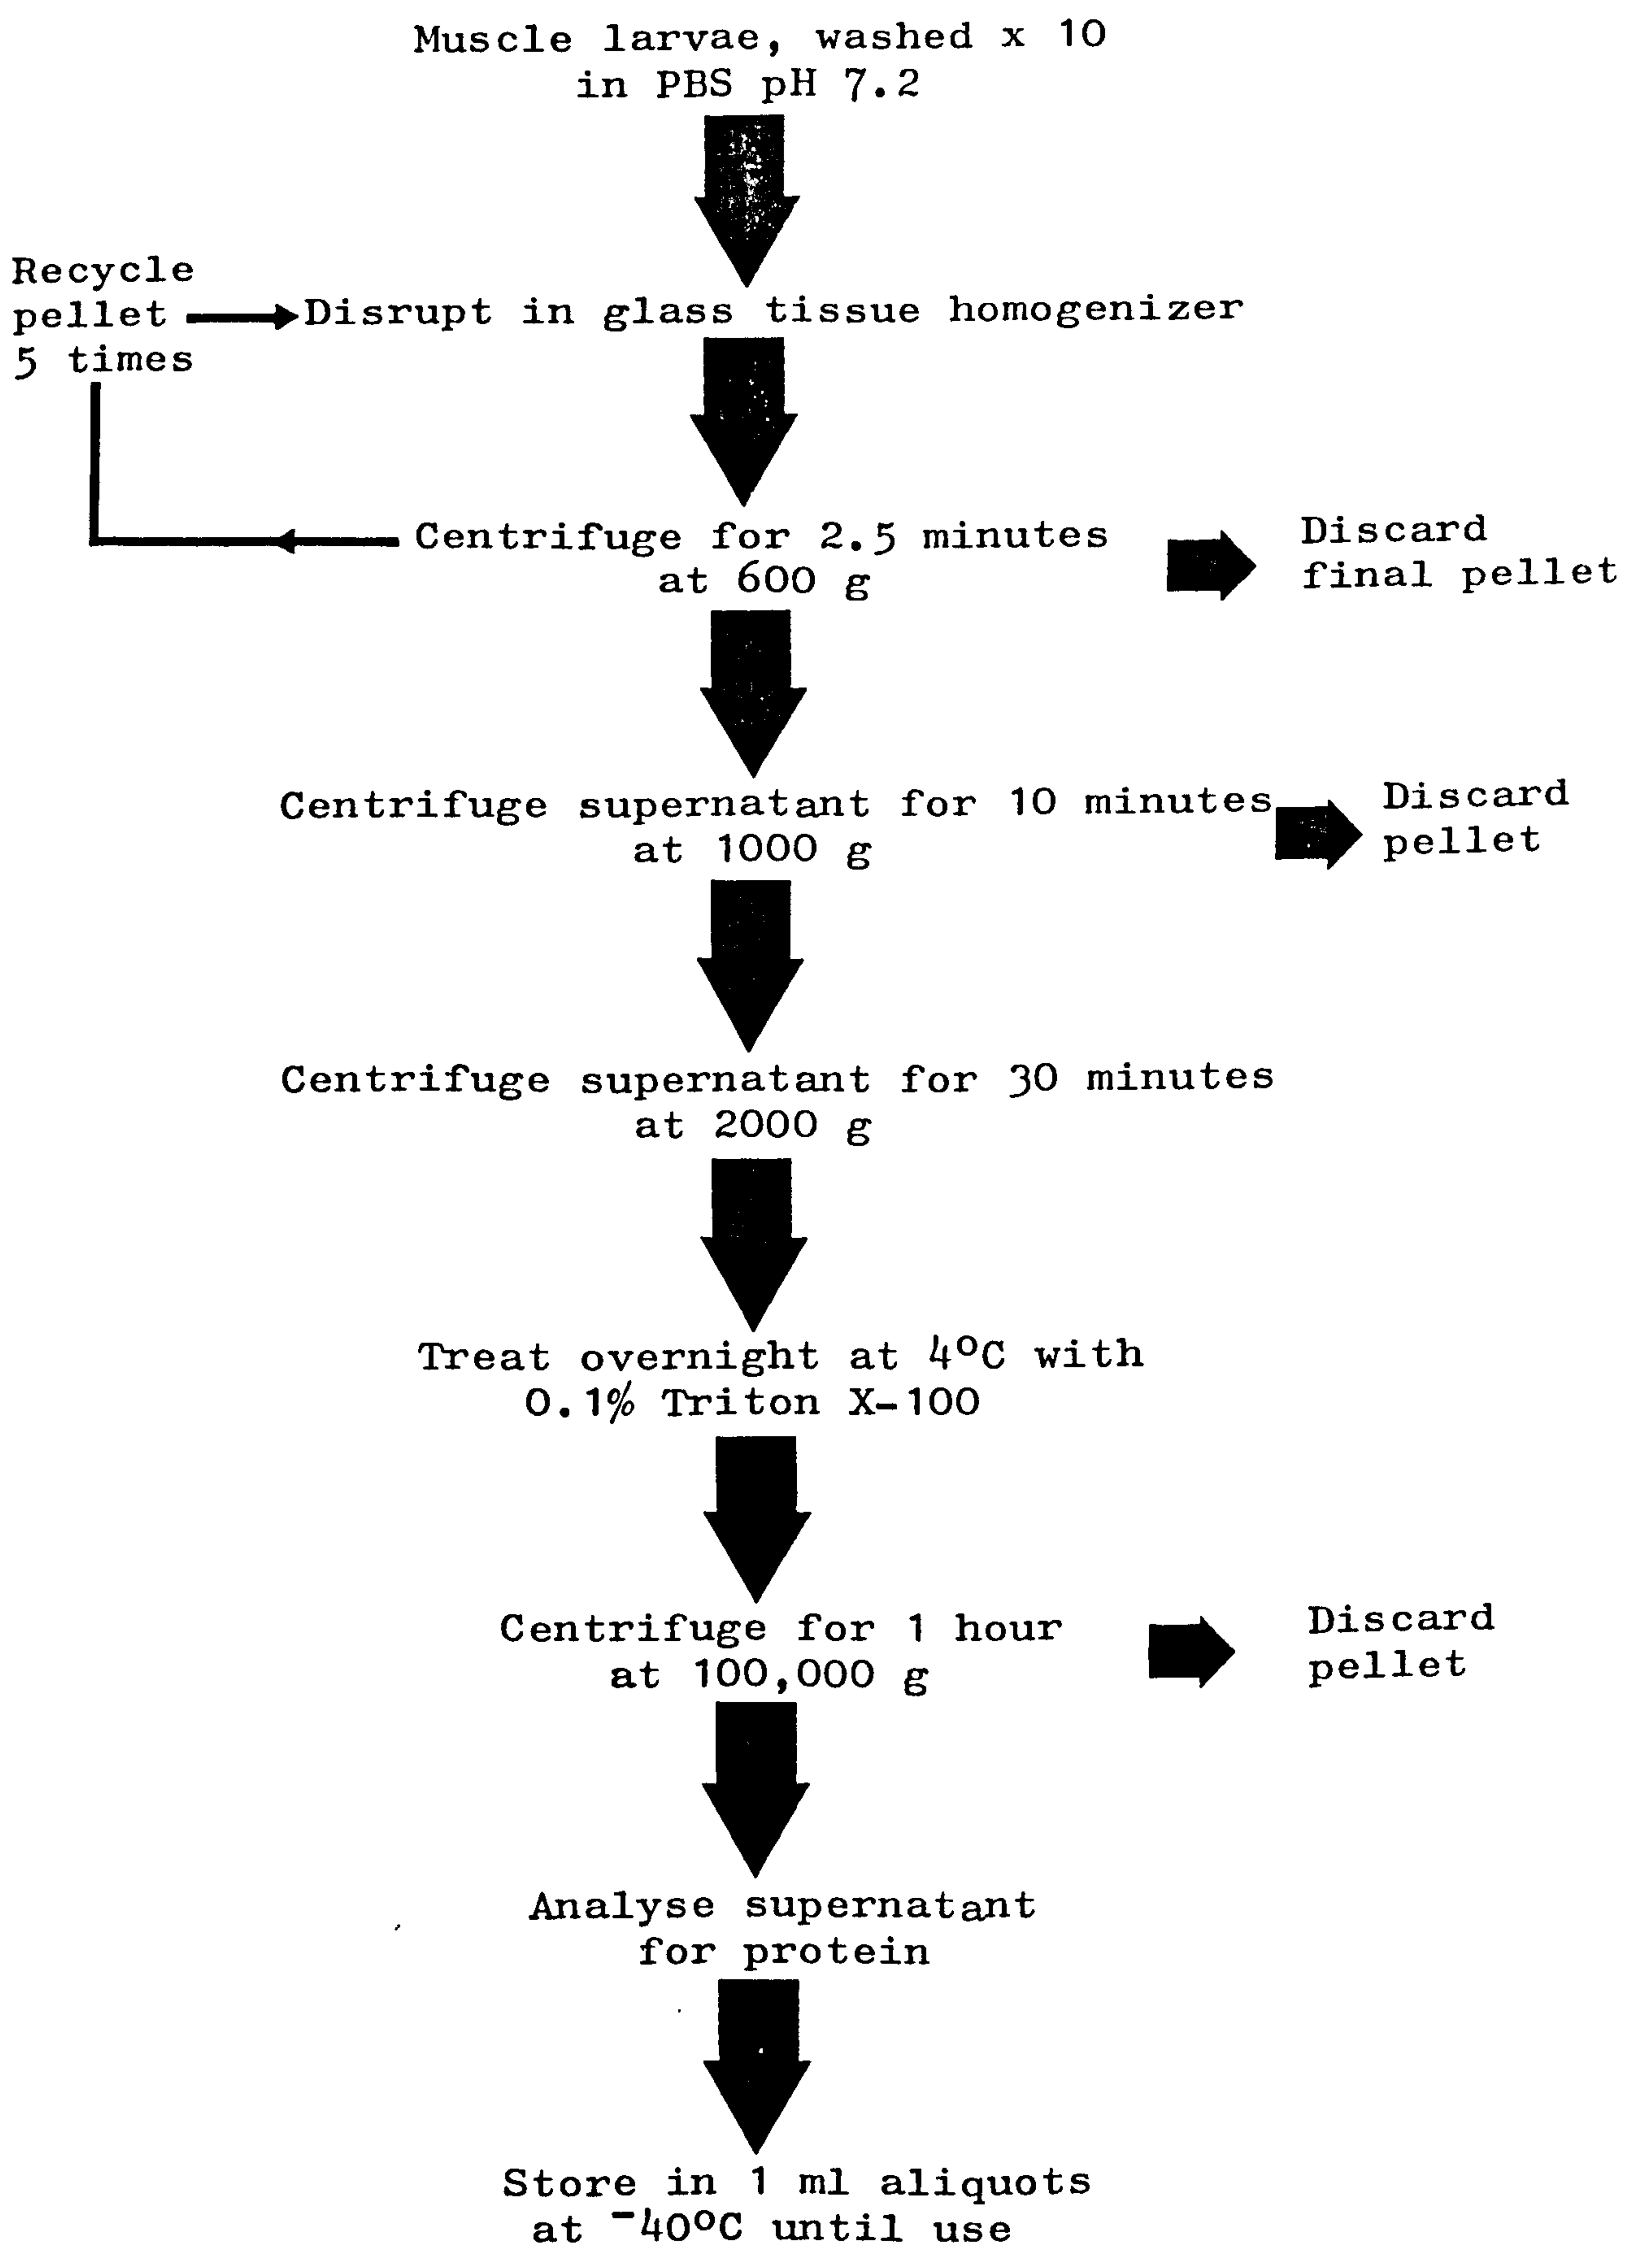 Muscle larvae, washed x 10
in PBS pH 7.2
Recycle
pellet
5 times
Disrupt in glass tissue homogenizer
Centrifuge for 2.5 minutes
at 600 g
Discard
final pellet
Centrifuge supernatant for 10 minutes
at 1000 g
Discard
pellet
Centrifuge supernatant for 30 minutes
at 2000 g
Treat overnight at 4°C with
0.1% Triton X-100
Centrifuge for 1 hour
at 100,000 g
Discard
pellet
Analyse supernatant
for protein
Store in 1 ml aliquots
at -40°C until use